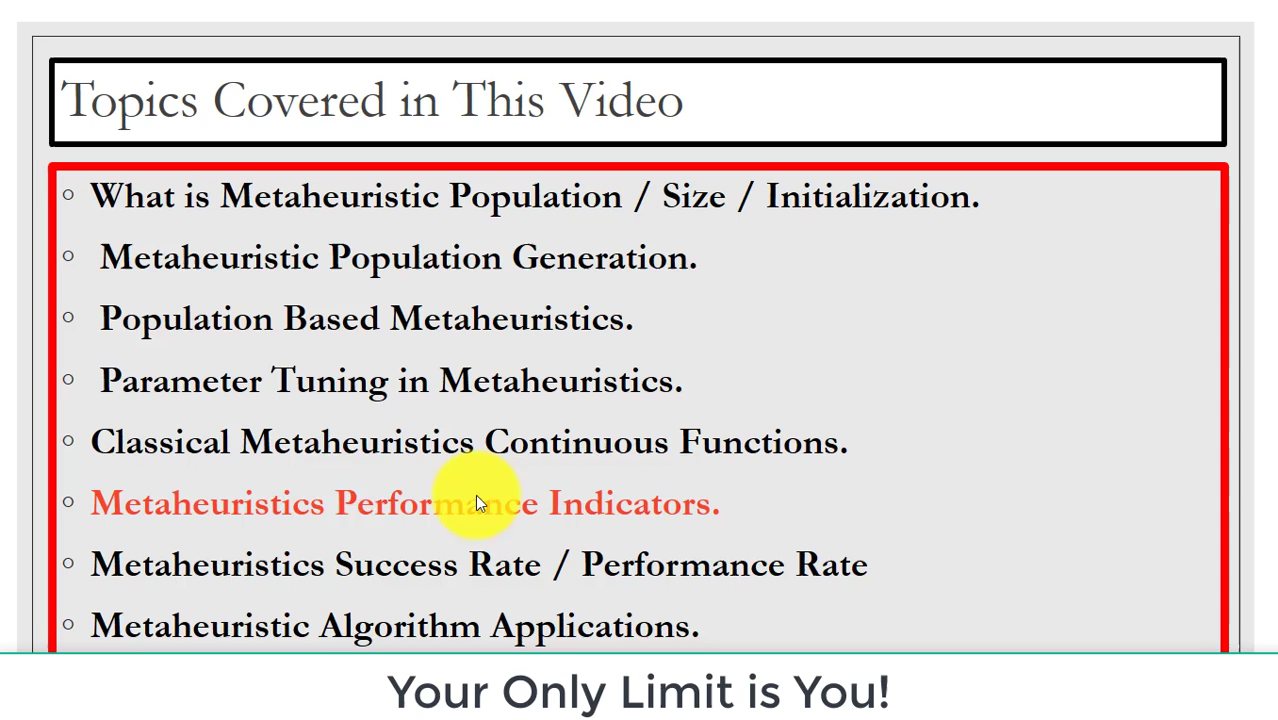 Topics Covered in This Video
What is Metaheuristic Population / Size / Initialization.
Metaheuristic Population Generation.
Population Based Metaheuristics.
Parameter Tuning in Metaheuristics.
Classical Metaheuristics Continuous Functions.
Metaheuristics Performance Indicators.
Metaheuristics Success Rate / Performance Rate
Metaheuristic Algorithm Applications.
Your Only Limit is You!